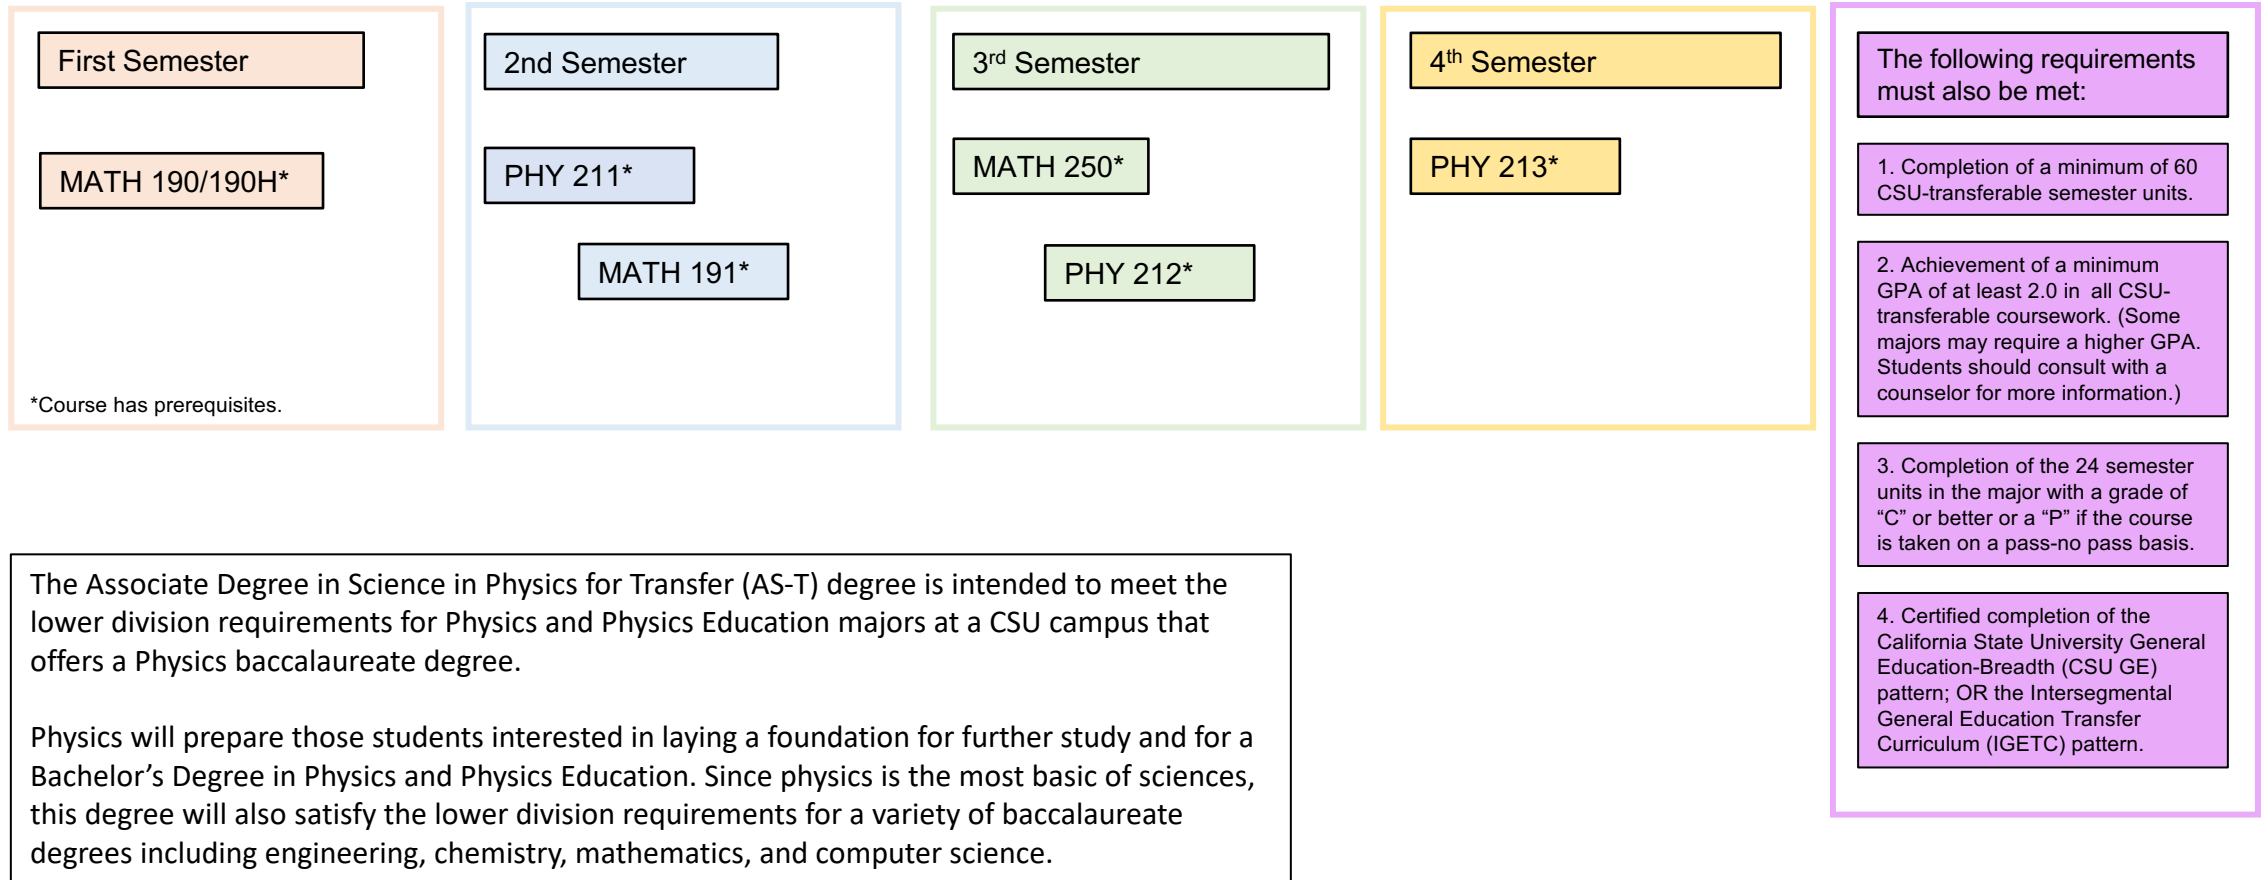 First Semester
MATH 190/190H*
*Course has prerequisites.
2nd Semester
PHY 211*
MATH 191*
3rd Semester
MATH 250*
PHY 212*
4th Semester
PHY 213*
The following requirements
must also be met:
1. Completion of a minimum of 60
CSU-transferable semester units.
2. Achievement of a minimum
GPA of at least 2.0 in  all CSU-
transferable coursework. (Some
majors may require a higher GPA.
Students should consult with a
counselor for more information.)
3. Completion of the 24 semester
units in the major with a grade of
“C” or better or a “P” if the course
is taken on a pass-no pass basis.
4. Certified completion of the
California State University General
Education-Breadth (CSU GE)
pattern; OR the Intersegmental
General Education Transfer
Curriculum (IGETC) pattern.
The Associate Degree in Science in Physics for Transfer (AS-T) degree is intended to meet the
lower division requirements for Physics and Physics Education majors at a CSU campus that
offers a Physics baccalaureate degree.
Physics will prepare those students interested in laying a foundation for further study and for a
Bachelor’s Degree in Physics and Physics Education. Since physics is the most basic of sciences,
this degree will also satisfy the lower division requirements for a variety of baccalaureate
degrees including engineering, chemistry, mathematics, and computer science.